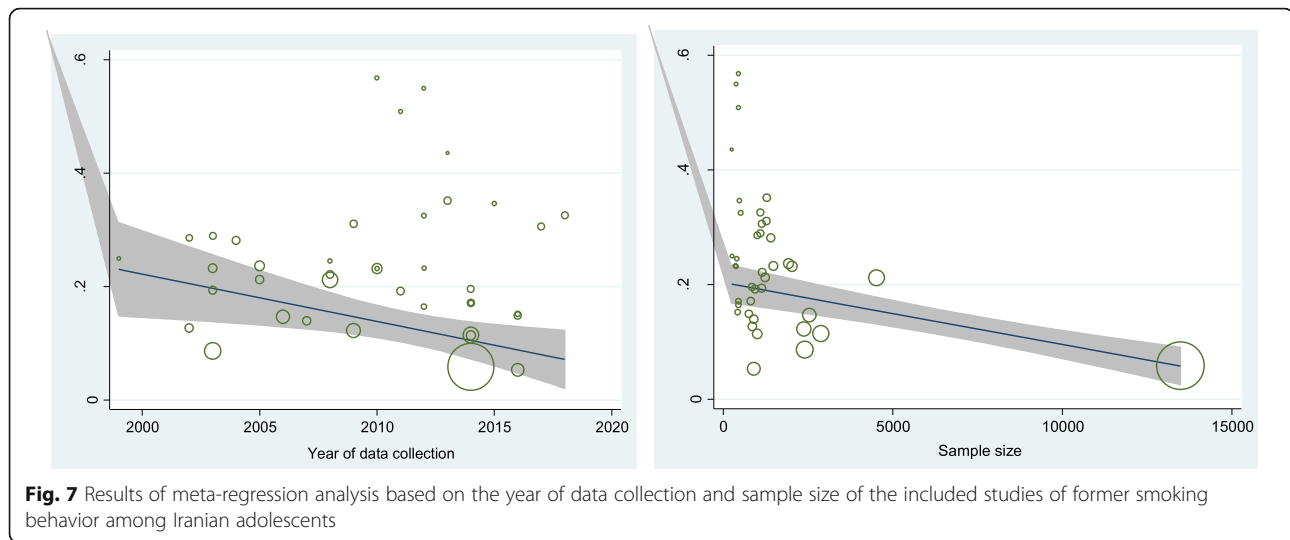 .6
.4
.2
0
2000 2005 2010 2015 2020
Year of data collection
.6
.4
.2
0
0 5000 10000 15000
Sample size
Fig. 7 Results of meta-regression analysis based on the year of data collection and sample size of the included studies of former smoking
behavior among Iranian adolescents